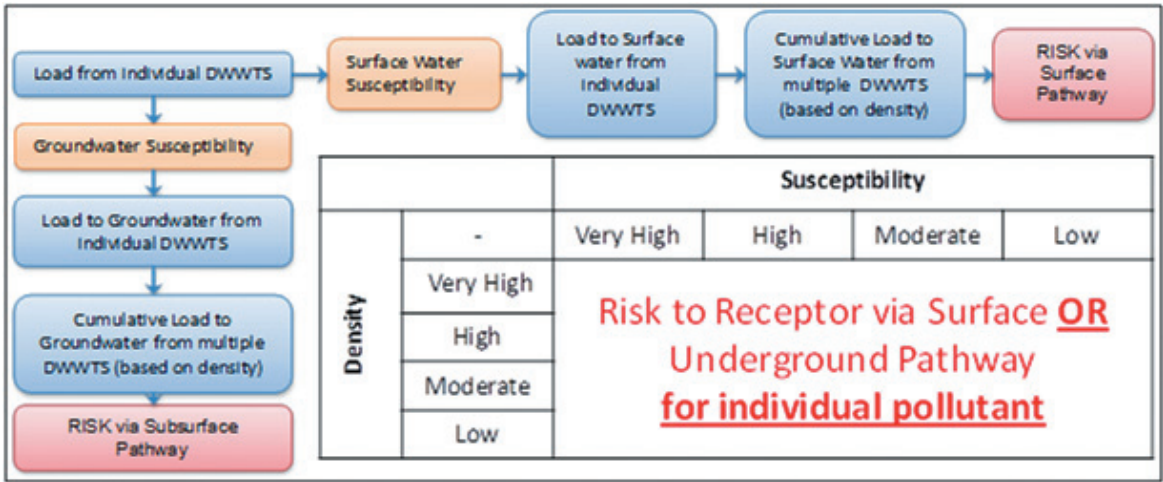 Load from Individual DWWTS
Surface Water
Susceptibility
Load to Surface
water from
Individual
DWWTS
Cumulative Load to
Surface Water from
multiple DWWTS
(based on density)
RISK via
Surface
Pathway
Groundwater Susceptibility
Load to Groundwater from
Individual DWWTS
Cumulative Load to
Groundwater from multiple
DWWTS (based on density)
RISK via Subsurface
Pathway
Susceptibility
- Very High High Moderate Low
Density
Very High
High
Moderate
Low
Risk to Receptor via Surface OR
Underground Pathway
for individual pollutant